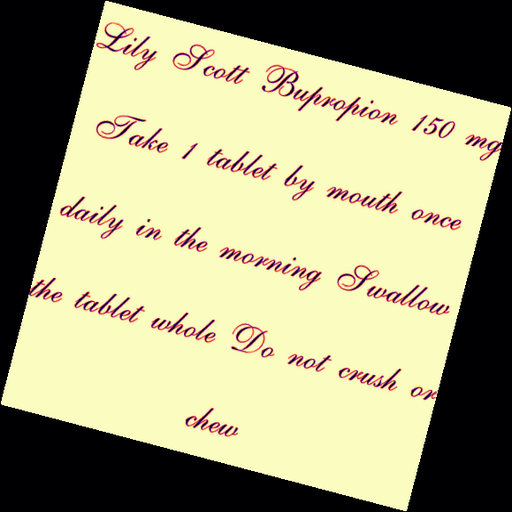 Lily Scott Bupropion 150 mg
Take 1 tablet by mouth once
daily in the morning Swallow
the tablet whole Do not crush or
chew